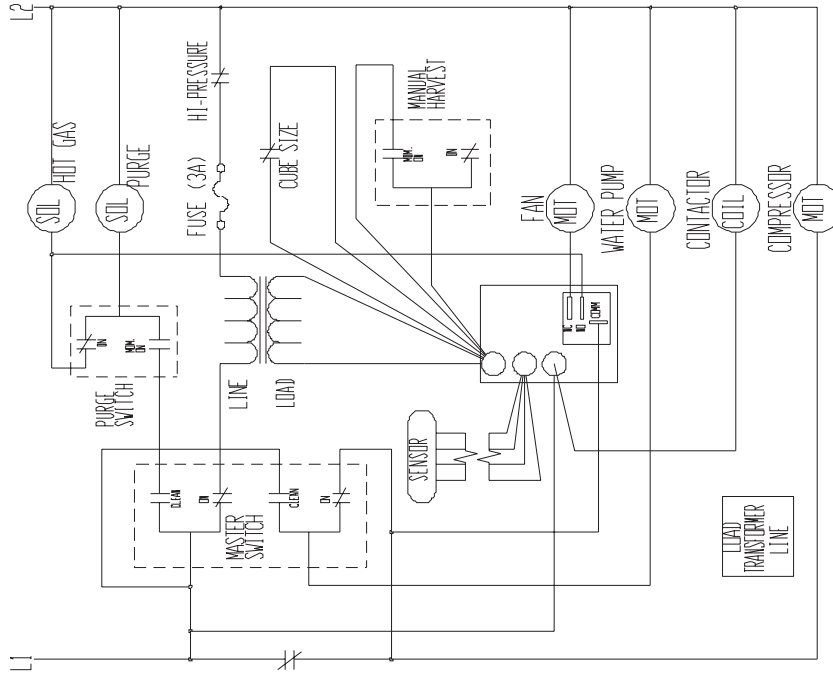 L2
HOT GAS
SOL
PURGE
SOL
HI-PRESSURE
FUSE (3A)
CUBE SIZE
MANUAL
HARVEST
MOM.
ON
ON
FAN
MOT
WATER PUMP
MOT
CONTACTOR
COIL
COMPRESSOR
MOT
ON
MOM.
ON
PURGE
SWITCH
LINE
LOAD
NC
NO
COMM
SENSOR
CLEAN
ON
CLEAN
ON
MASTER
SWITCH
LOAD
TRANSFORMER
LINE
L1